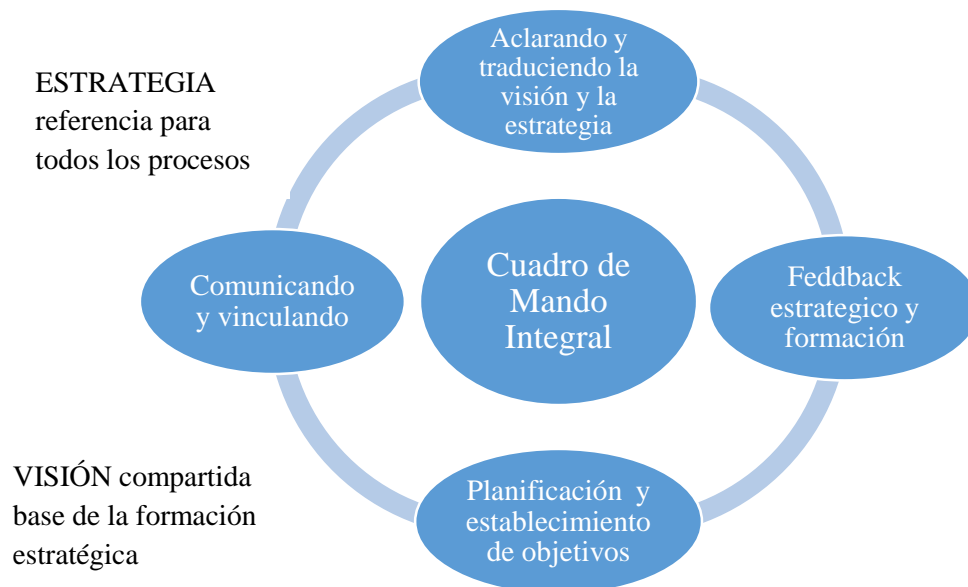 Aclarando y
traduciendo la
visión y la
estrategia
ESTRATEGIA
referencia para
todos los procesos
Comunicando
y vinculando
Cuadro de
Mando
Integral
Feddback
estrategico y
formación
VISIÓN compartida
base de la formación
estratégica
Planificación y
establecimiento
de objetivos